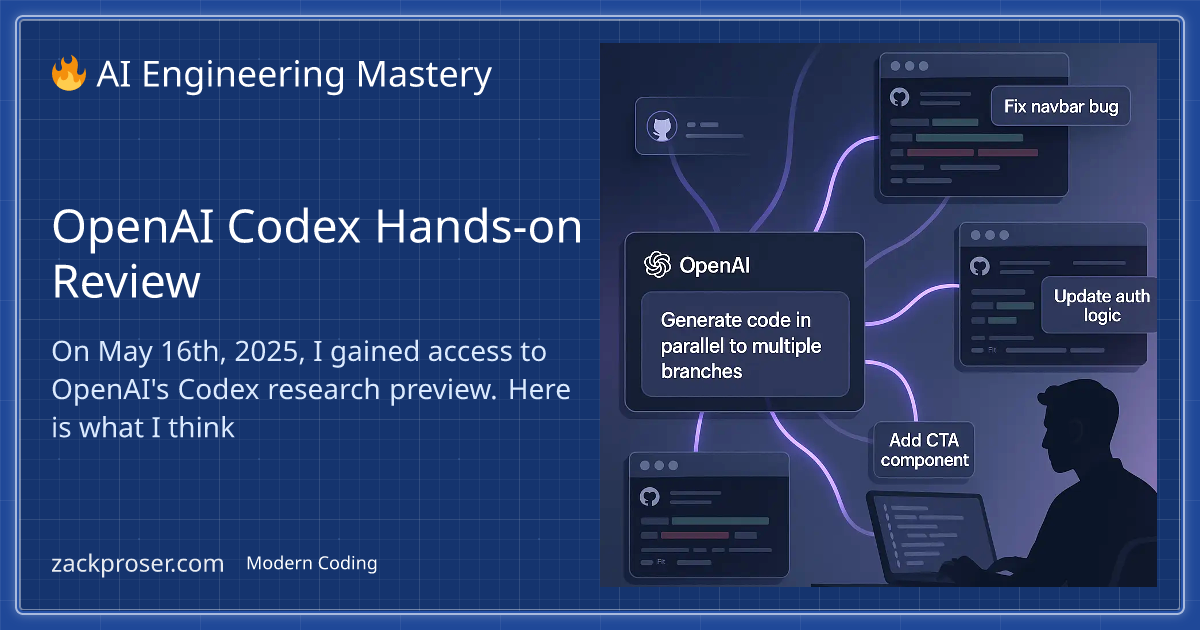 🔥 AI Engineering Mastery
OpenAI Codex Hands-on
Review
On May 16th, 2025, I gained access to
OpenAI's Codex research preview. Here
is what I think
zackproser.com
Modern Coding
Fix navbar bug
OpenAI
Generate code in
parallel to multiple
branches
Update auth
logic
Fit
Add CTA
component
Fit